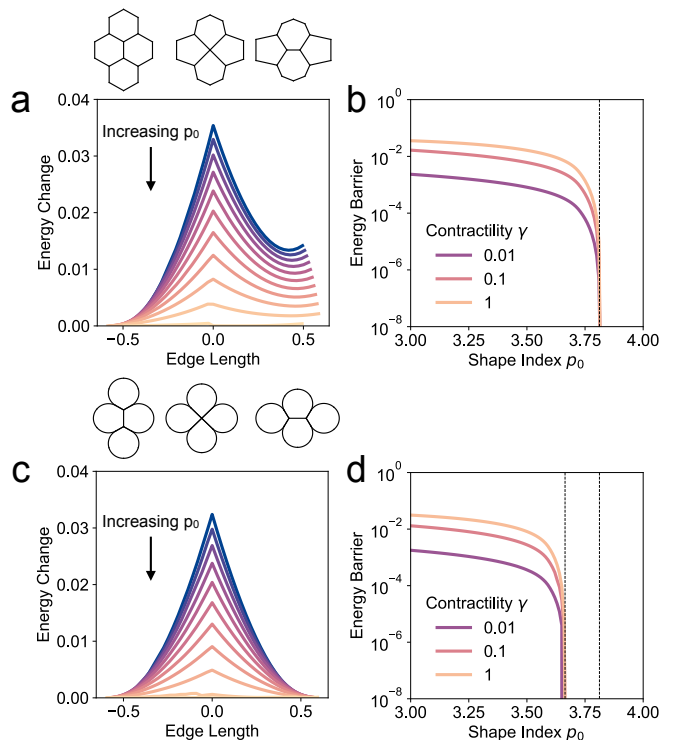 a
Increasing p₀
0.04
0.03
0.02
0.01
0.00
Energy Change
−0.5
0.0
0.5
Edge Length
b
10⁰
10⁻²
10⁻⁴
10⁻⁶
10⁻⁸
Energy Barrier
Contractility γ
0.01
0.1
1
3.00
3.25
3.50
3.75
4.00
Shape Index p₀
c
Increasing p₀
0.04
0.03
0.02
0.01
0.00
Energy Change
−0.5
0.0
0.5
Edge Length
d
10⁰
10⁻²
10⁻⁴
10⁻⁶
10⁻⁸
Energy Barrier
Contractility γ
0.01
0.1
1
3.00
3.25
3.50
3.75
4.00
Shape Index p₀